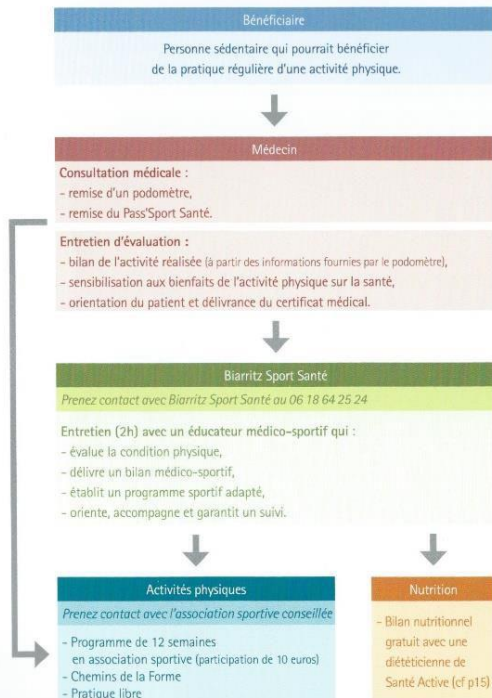 Bénéficiaire
Personne sédentaire qui pourrait bénéficier
de la pratique régulière d'une activité physique.
Médecin
Consultation médicale :
- remise d'un podomètre,
- remise du Pass'Sport Santé.
Entretien d'évaluation :
- bilan de l'activité réalisée (à partir des informations fournies par le podomètre),
- sensibilisation aux bienfaits de l'activité physique sur la santé,
- orientation du patient et délivrance du certificat médical.
Biarritz Sport Santé
Prenez contact avec Biarritz Sport Santé au 06 18 64 25 24
Entretien (2h) avec un éducateur médico-sportif qui :
- évalue la condition physique,
- délivre un bilan médico-sportif,
- établit un programme sportif adapté,
- oriente, accompagne et garantit un suivi.
Activités physiques
Prenez contact avec l'association sportive conseillée
- Programme de 12 semaines
en association sportive (participation de 10 euros)
- Chemins de la Forme
- Pratique libre
Nutrition
- Bilan nutritionnel
gratuit avec une
diététicienne de
Santé Active (cf p15)